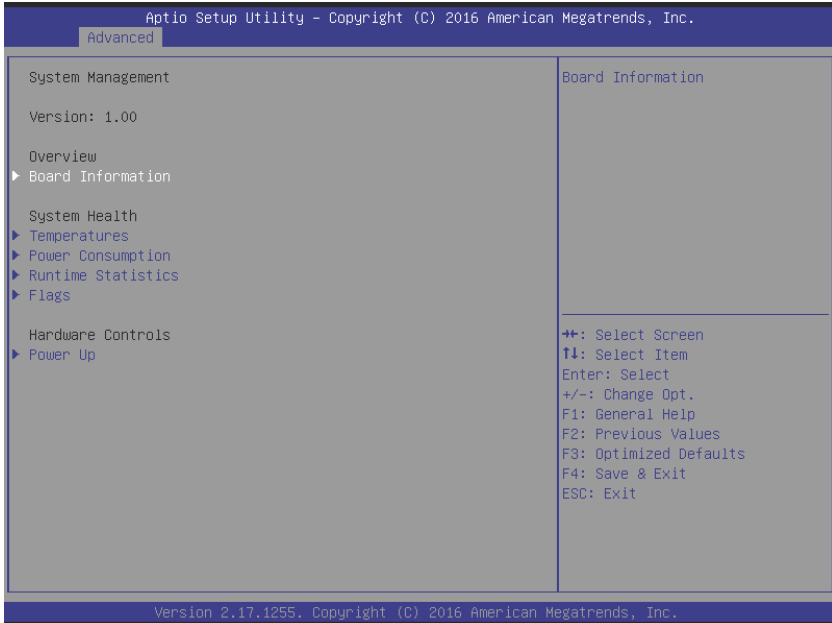 Aptio Setup Utility – Copyright (C) 2016 American Megatrends, Inc.
Advanced
System Management
Version: 1.00
Overview
▶ Board Information
System Health
▶ Temperatures
▶ Power Consumption
▶ Runtime Statistics
▶ Flags
Hardware Controls
▶ Power Up
Board Information
→←: Select Screen
↑↓: Select Item
Enter: Select
+/-: Change Opt.
F1: General Help
F2: Previous Values
F3: Optimized Defaults
F4: Save & Exit
ESC: Exit
Version 2.17.1255. Copyright (C) 2016 American Megatrends, Inc.